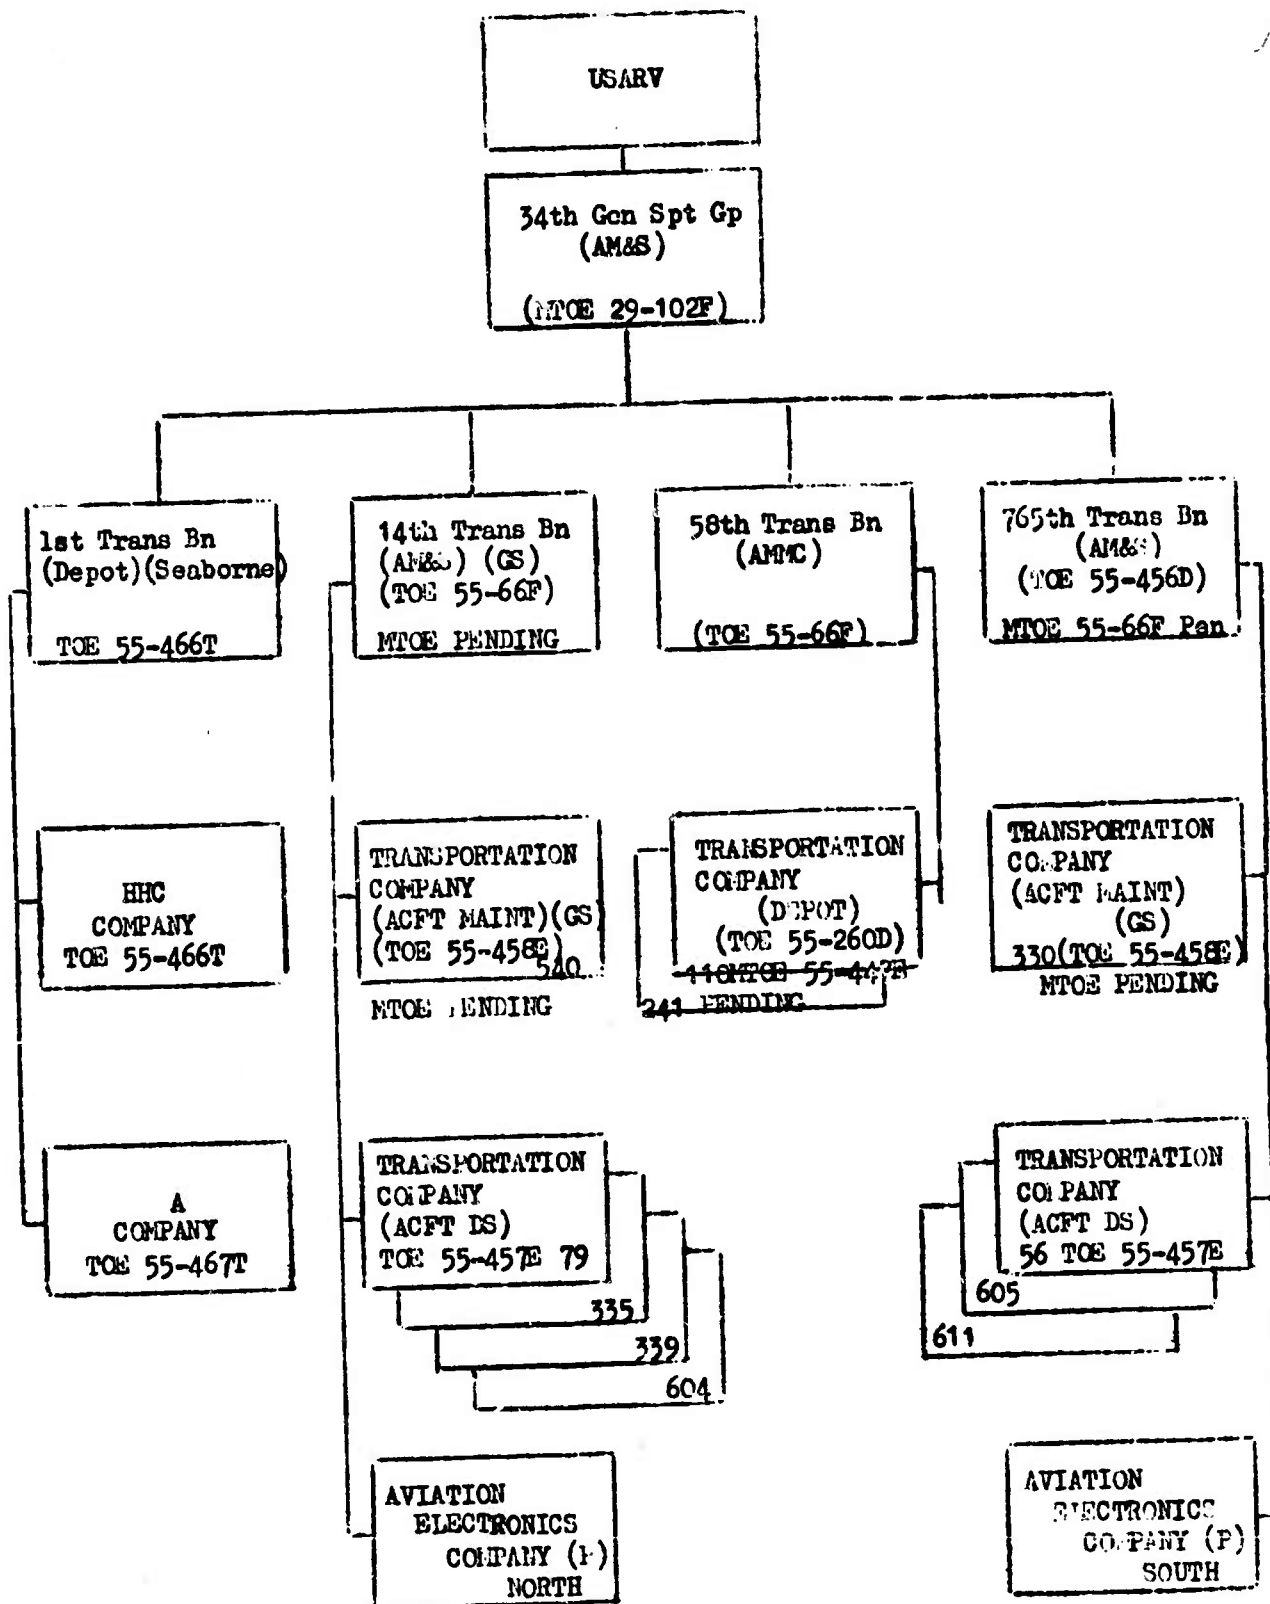 USARV
34th Gen Spt Gp
(AM&S)
(MTOE 29-102F)
1st Trans Bn
(Depot)(Seaborne)
TOE 55-466T
14th Trans Bn
(AM&S) (GS)
(TOE 55-66F)
MTOE PENDING
58th Trans Bn
(AMMC)
(TOE 55-66F)
765th Trans Bn
(AM&S)
(TOE 55-456D)
MTOE 55-66F Pen
HHC
COMPANY
TOE 55-466T
TRANSPORTATION
COMPANY
(ACFT MAINT)(GS)
(TOE 55-458E)
540
MTOE PENDING
TRANSPORTATION
COMPANY
(DEPOT)
(TOE 55-260D)
MTOE
241 PENDING
TRANSPORTATION
COMPANY
(ACFT MAINT)
(GS)
330(TOE 55-458E)
MTOE PENDING
A
COMPANY
TOE 55-467T
TRANSPORTATION
COMPANY
(ACFT DS)
TOE 55-457E 79
335
339
604
TRANSPORTATION
COMPANY
(ACFT DS)
56 TOE 55-457E
605
611
AVIATION
ELECTRONICS
COMPANY (P)
NORTH
AVIATION
ELECTRONICS
COMPANY (P)
SOUTH